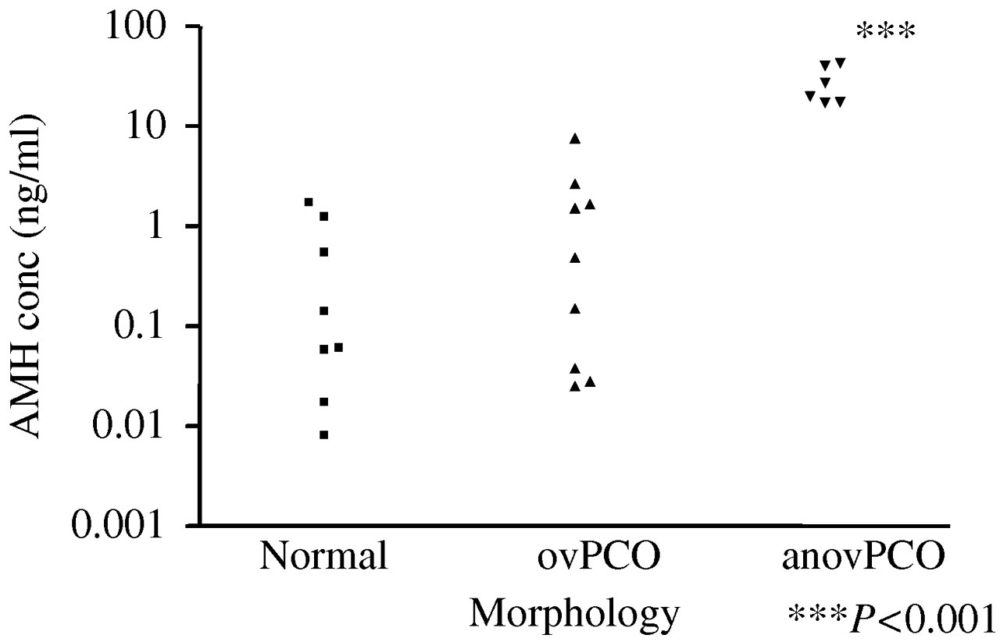 AMH conc (ng/ml)
100
10
1
0.1
0.01
0.001
***
Normal
ovPCO
anovPCO
Morphology
***P<0.001